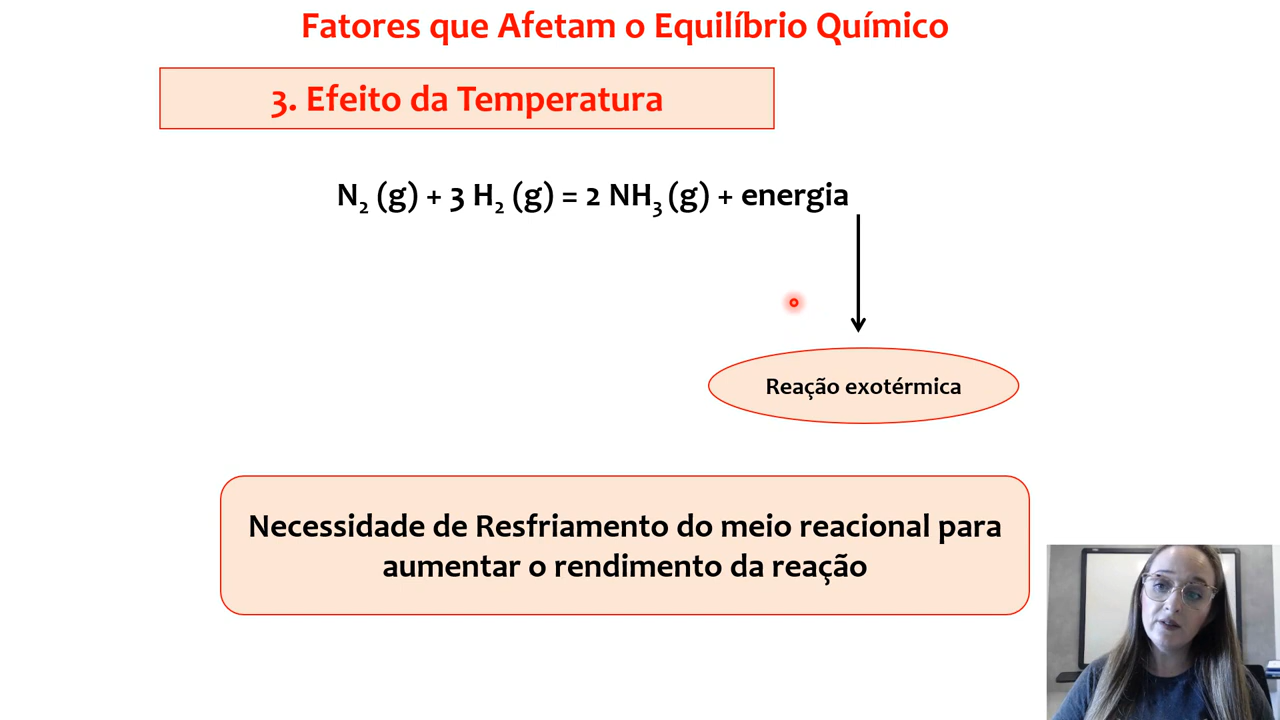 Fatores que Afetam o Equilíbrio Químico
3. Efeito da Temperatura
N₂ (g) + 3 H₂ (g) = 2 NH₃ (g) + energia
Reação exotérmica
Necessidade de Resfriamento do meio reacional para
aumentar o rendimento da reação